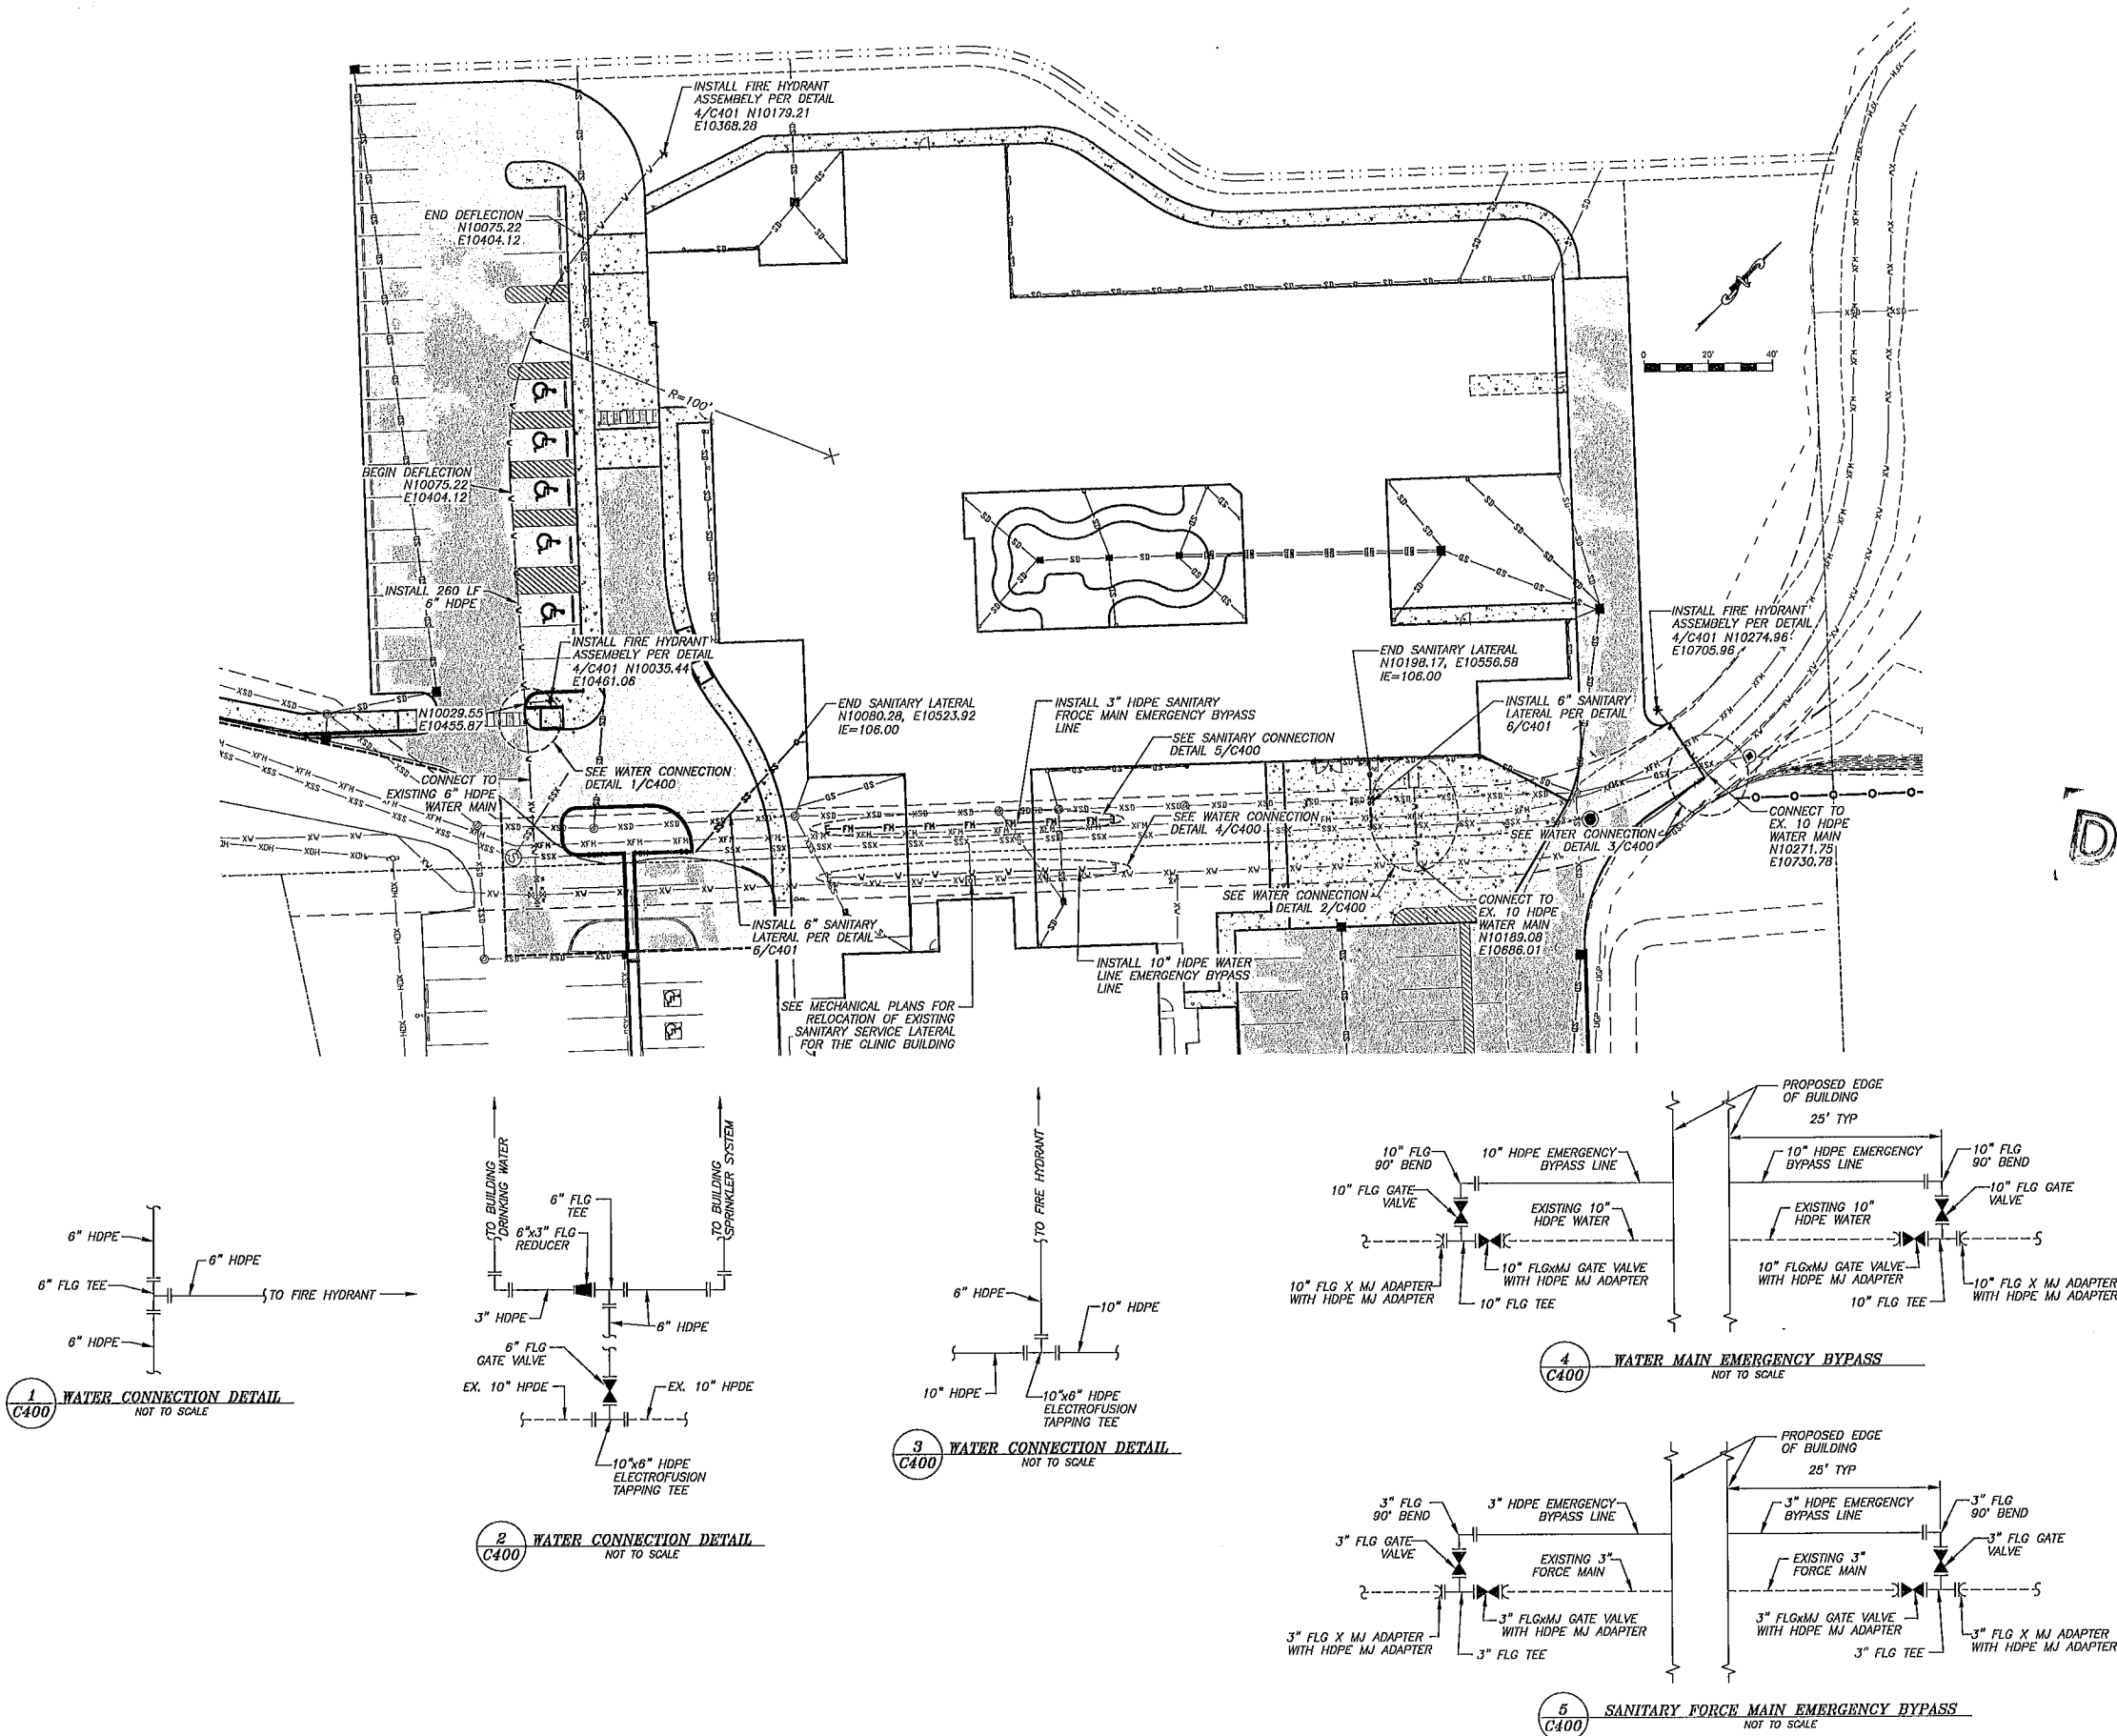 INSTALL FIRE HYDRANT
ASSEMBELY PER DETAIL
4/C401 N10179.21
E10368.28
END DEFLECTION
N10075.22
E10404.12
R=100'
0 20' 40'
BEGIN DEFLECTION
N10075.22
E10404.12
INSTALL 260 LF
6" HDPE
INSTALL FIRE HYDRANT
ASSEMBELY PER DETAIL
4/C401 N10035.44
E10461.06
N10029.55
E10455.87
SEE WATER CONNECTION
DETAIL 1/C400
CONNECT TO
EXISTING 6" HDPE
WATER MAIN
END SANITARY LATERAL
N10080.28, E10523.92
IE=106.00
INSTALL 3" HDPE SANITARY
FROCE MAIN EMERGENCY BYPASS
LINE
SEE SANITARY CONNECTION
DETAIL 5/C400
SEE WATER CONNECTION
DETAIL 4/C400
END SANITARY LATERAL
N10198.17, E10556.58
IE=106.00
INSTALL 6" SANITARY
LATERAL PER DETAIL
6/C401
INSTALL FIRE HYDRANT
ASSEMBELY PER DETAIL
4/C401 N10274.96
E10705.96
SEE WATER CONNECTION
DETAIL 3/C400
CONNECT TO
EX. 10 HDPE
WATER MAIN
N10271.75
E10730.78
D
SEE WATER CONNECTION
DETAIL 2/C400
CONNECT TO
EX. 10 HDPE
WATER MAIN
N10189.08
E10686.01
INSTALL 6" SANITARY
LATERAL PER DETAIL
6/C401
INSTALL 10" HDPE WATER
LINE EMERGENCY BYPASS
LINE
SEE MECHANICAL PLANS FOR
RELOCATION OF EXISTING
SANITARY SERVICE LATERAL
FOR THE CLINIC BUILDING
6" HDPE
6" HDPE
6" FLG TEE
TO FIRE HYDRANT
6" HDPE
1
C400
WATER CONNECTION DETAIL
NOT TO SCALE
TO BUILDING
DRINKING WATER
TO BUILDING
SPRINKLER SYSTEM
6" FLG
TEE
6"x3" FLG
REDUCER
3" HDPE
6" HDPE
6" FLG
GATE VALVE
EX. 10" HPDE
EX. 10" HPDE
10"x6" HDPE
ELECTROFUSION
TAPPING TEE
2
C400
WATER CONNECTION DETAIL
NOT TO SCALE
TO FIRE HYDRANT
6" HDPE
10" HDPE
10" HDPE
10"x6" HDPE
ELECTROFUSION
TAPPING TEE
3
C400
WATER CONNECTION DETAIL
NOT TO SCALE
PROPOSED EDGE
OF BUILDING
25' TYP
10" FLG
90° BEND
10" HDPE EMERGENCY
BYPASS LINE
10" HDPE EMERGENCY
BYPASS LINE
10" FLG
90° BEND
10" FLG GATE
VALVE
EXISTING 10"
HDPE WATER
EXISTING 10"
HDPE WATER
10" FLG GATE
VALVE
10" FLG X MJ ADAPTER
WITH HDPE MJ ADAPTER
10" FLGxMJ GATE VALVE
WITH HDPE MJ ADAPTER
10" FLG TEE
10" FLGxMJ GATE VALVE
WITH HDPE MJ ADAPTER
10" FLG TEE
10" FLG X MJ ADAPTER
WITH HDPE MJ ADAPTER
4
C400
WATER MAIN EMERGENCY BYPASS
NOT TO SCALE
PROPOSED EDGE
OF BUILDING
25' TYP
3" FLG
90° BEND
3" HDPE EMERGENCY
BYPASS LINE
3" HDPE EMERGENCY
BYPASS LINE
3" FLG
90° BEND
3" FLG GATE
VALVE
EXISTING 3"
FORCE MAIN
EXISTING 3"
FORCE MAIN
3" FLG GATE
VALVE
3" FLG X MJ ADAPTER
WITH HDPE MJ ADAPTER
3" FLGxMJ GATE VALVE
WITH HDPE MJ ADAPTER
3" FLG TEE
3" FLGxMJ GATE VALVE
WITH HDPE MJ ADAPTER
3" FLG TEE
3" FLG X MJ ADAPTER
WITH HDPE MJ ADAPTER
5
C400
SANITARY FORCE MAIN EMERGENCY BYPASS
NOT TO SCALE